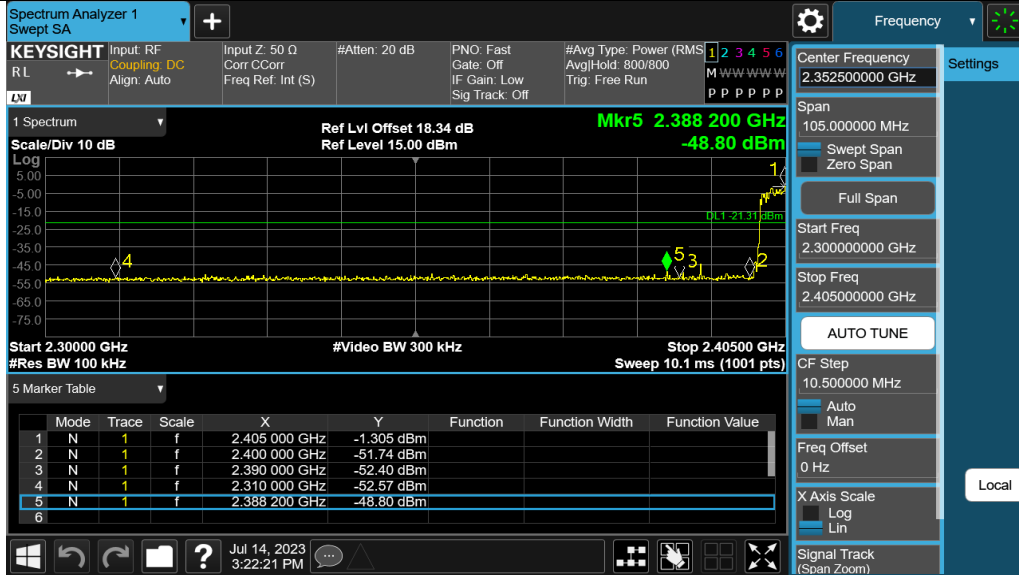 Spectrum Analyzer 1
Swept SA
Frequency
KEYSIGHT
RL
LXI
Input: RF
Coupling: DC
Align: Auto
Input Z: 50 Ω
Corr CCorr
Freq Ref: Int (S)
#Atten: 20 dB
PNO: Fast
Gate: Off
IF Gain: Low
Sig Track: Off
#Avg Type: Power (RMS
Avg|Hold: 800/800
Trig: Free Run
1 2 3 4 5 6
M W W W W W
P P P P P P
1 Spectrum
Scale/Div 10 dB
Ref Lvl Offset 18.34 dB
Ref Level 15.00 dBm
Mkr5 2.388 200 GHz
-48.80 dBm
Log
5.00
-5.00
-15.0
-25.0
-35.0
-45.0
-55.0
-65.0
-75.0
1
DL1 -21.31 dBm
4
5
3
2
Start 2.30000 GHz
#Video BW 300 kHz
Stop 2.40500 GHz
#Res BW 100 kHz
Sweep 10.1 ms (1001 pts)
5 Marker Table
Mode Trace Scale X Y Function Function Width Function Value
1 N 1 f 2.405 000 GHz -1.305 dBm
2 N 1 f 2.400 000 GHz -51.74 dBm
3 N 1 f 2.390 000 GHz -52.40 dBm
4 N 1 f 2.310 000 GHz -52.57 dBm
5 N 1 f 2.388 200 GHz -48.80 dBm
6
Jul 14, 2023
3:22:21 PM
Center Frequency
2.352500000 GHz
Span
105.000000 MHz
Swept Span
Zero Span
Full Span
Start Freq
2.300000000 GHz
Stop Freq
2.405000000 GHz
AUTO TUNE
CF Step
10.500000 MHz
Auto
Man
Freq Offset
0 Hz
X Axis Scale
Log
Lin
Signal Track
(Span Zoom)
Settings
Local